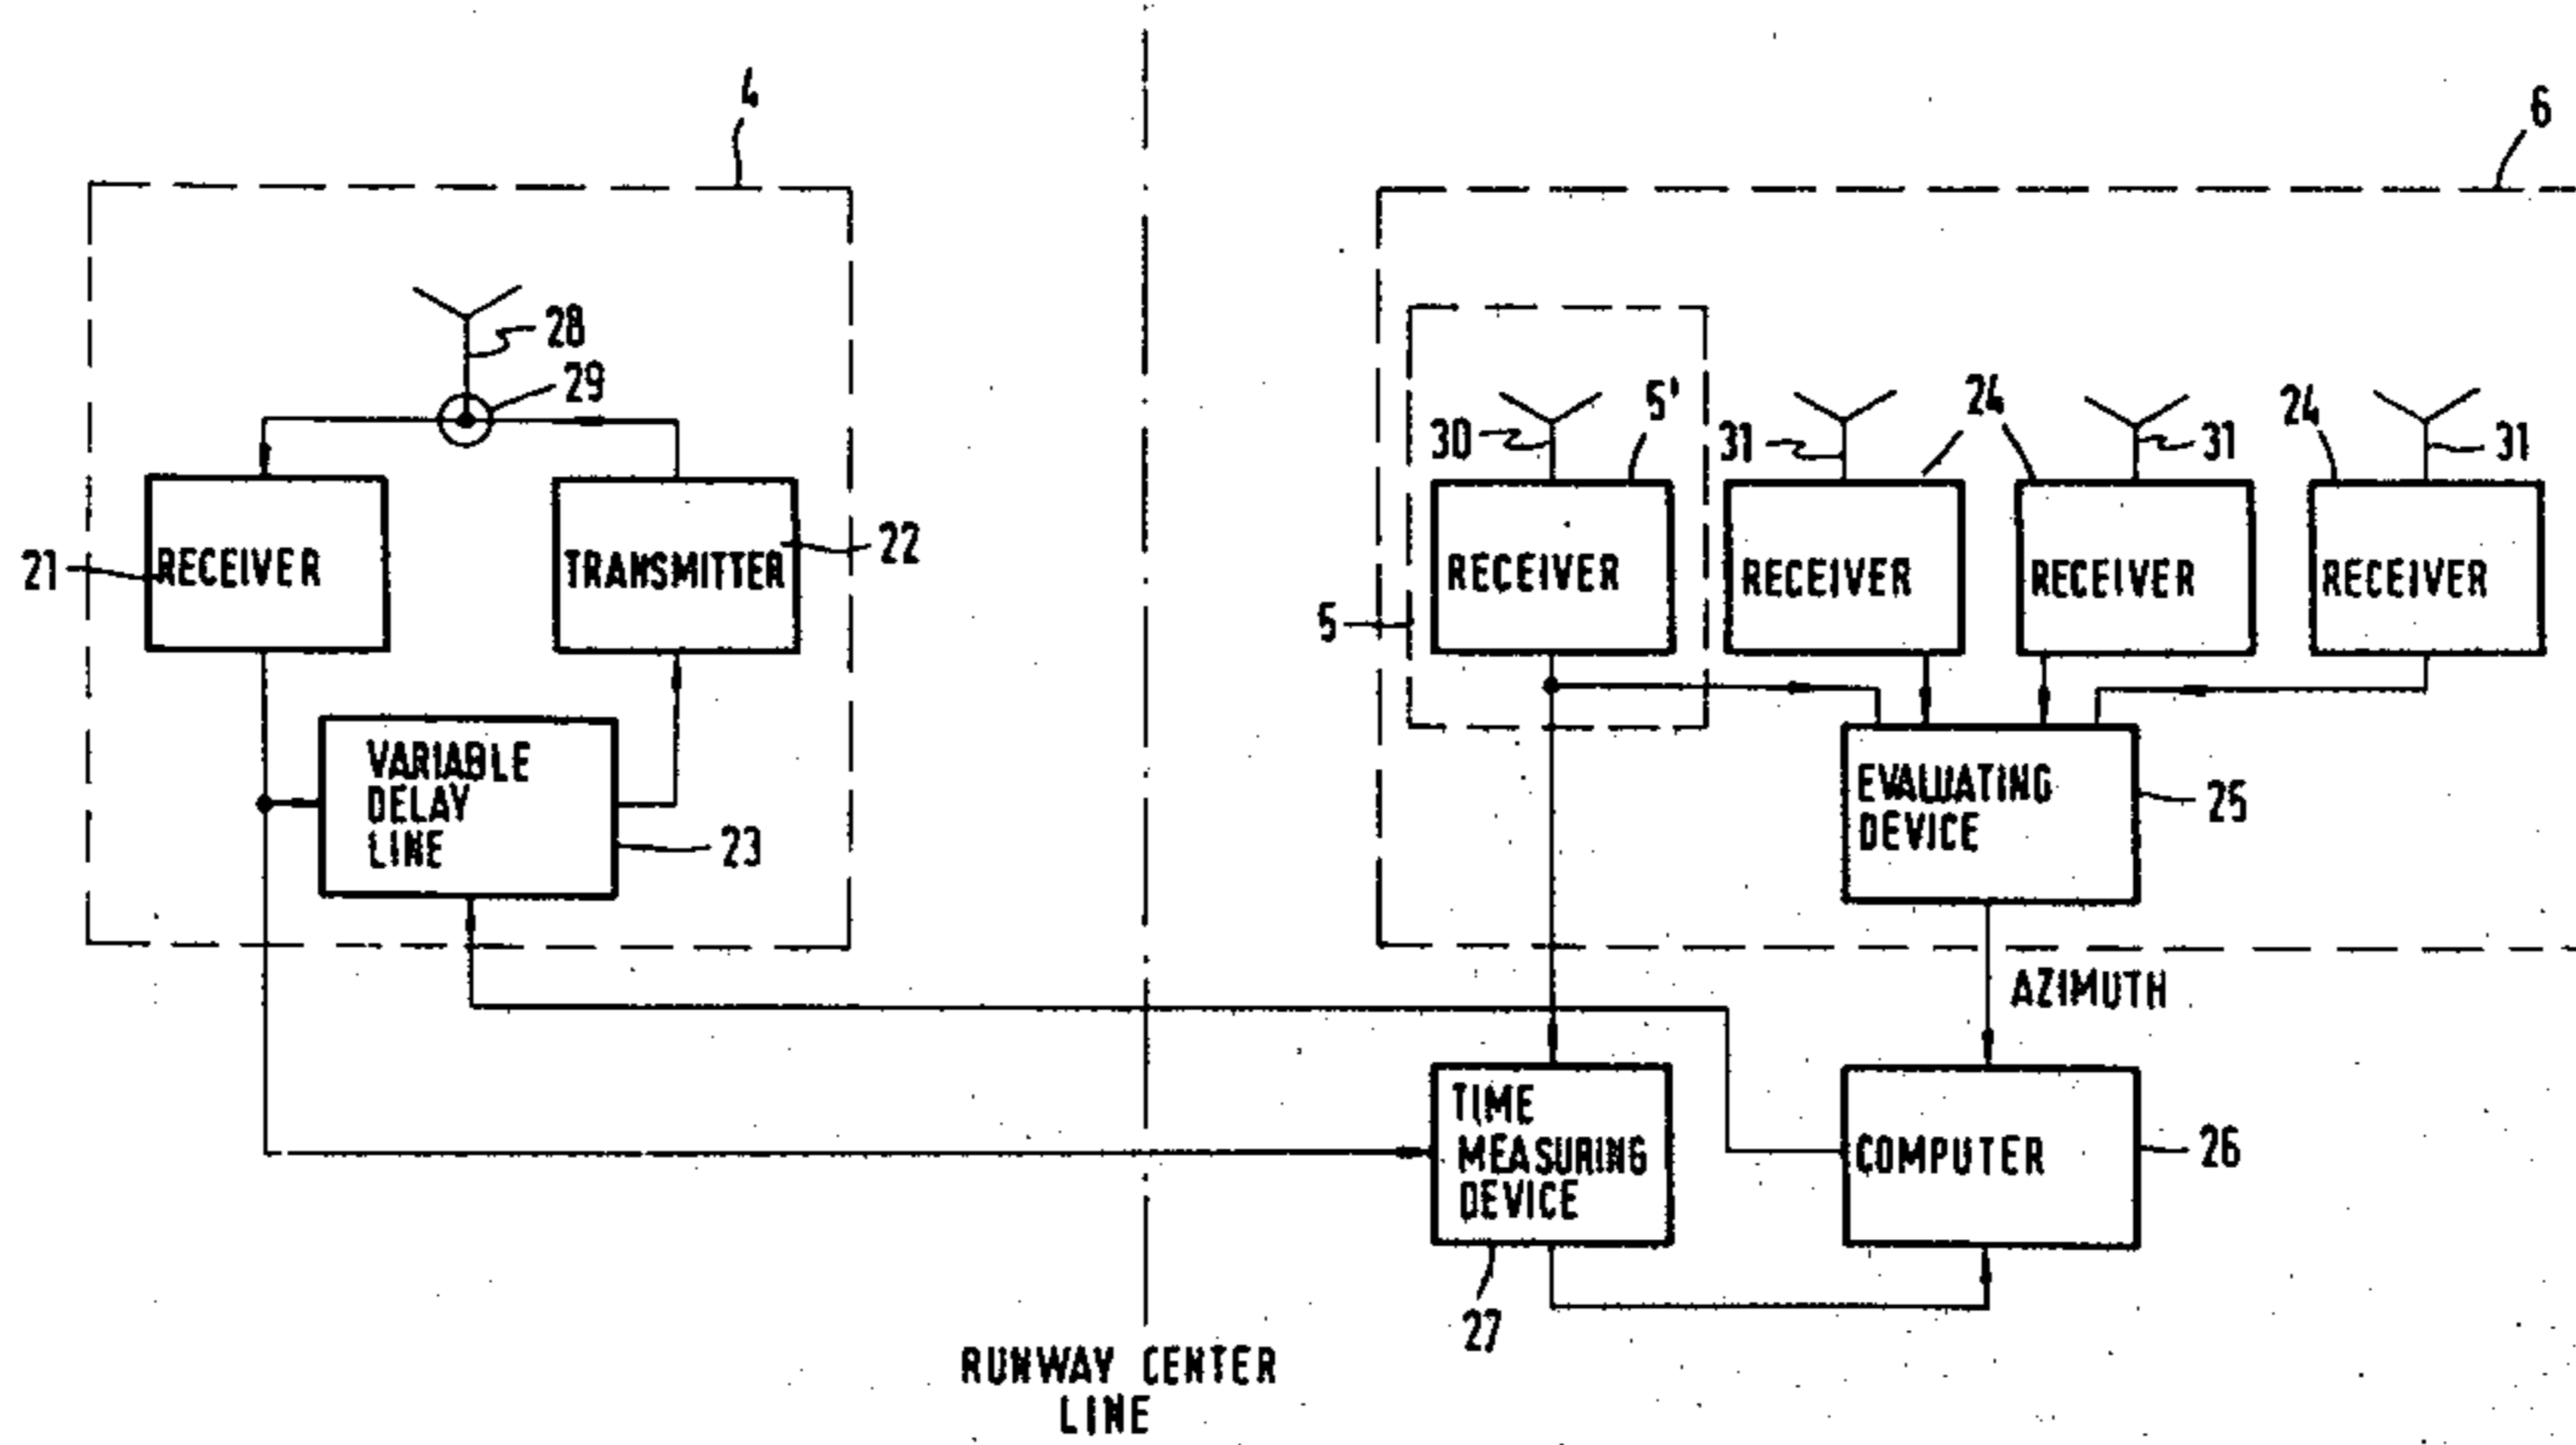 4
6
28
29
5'
24
24
30
31
31
31
21
RECEIVER
TRANSMITTER
22
5
RECEIVER
RECEIVER
RECEIVER
RECEIVER
VARIABLE
DELAY
LINE
23
EVALUATING
DEVICE
25
AZIMUTH
TIME
MEASURING
DEVICE
COMPUTER
26
27
RUNWAY CENTER
LINE